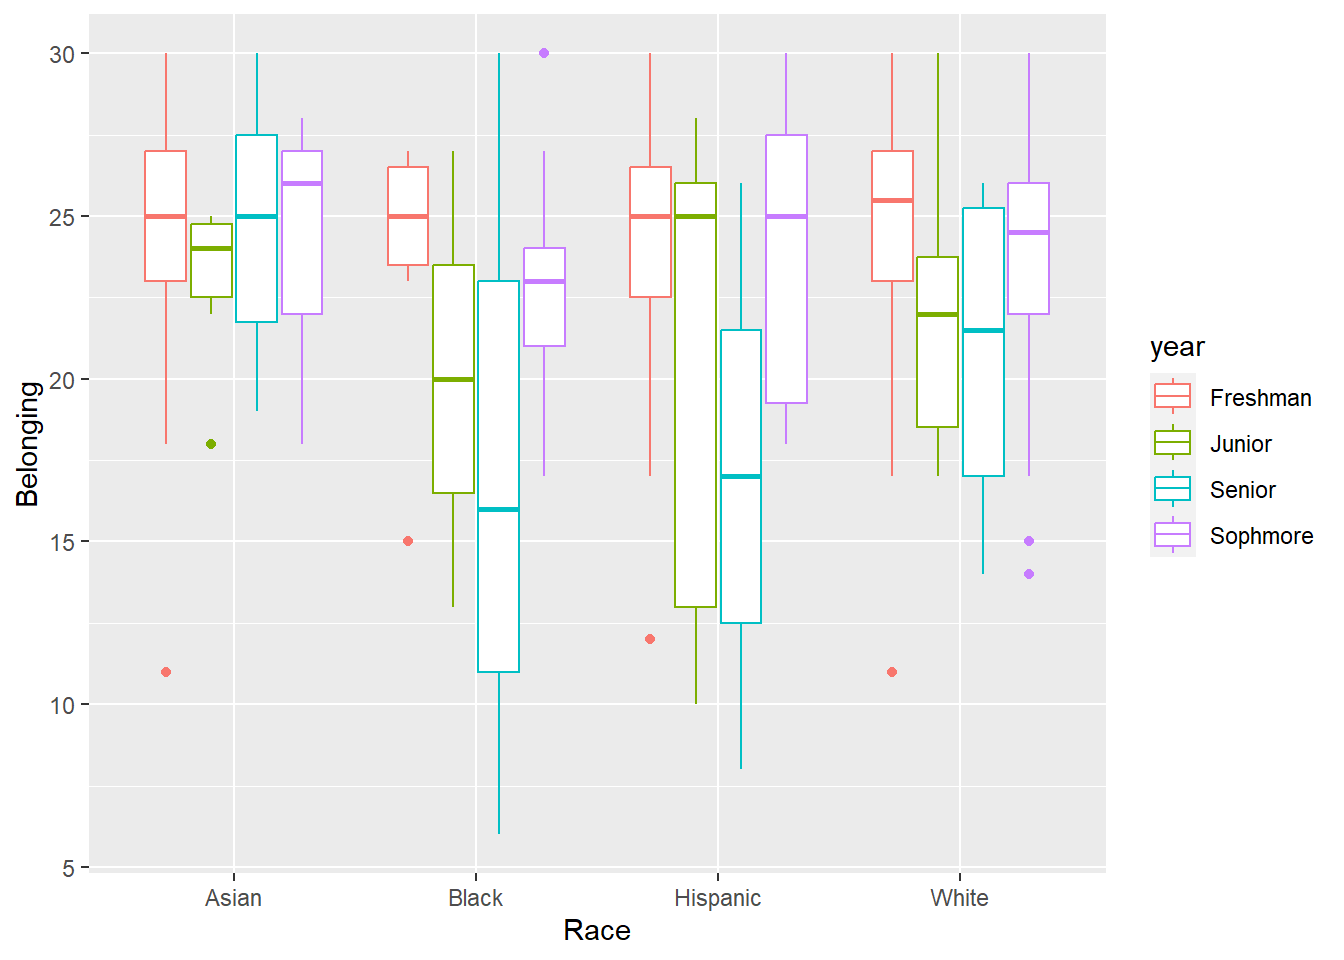 30
25
20
15
10
5
Belonging
Asian
Black
Hispanic
White
Race
year
Freshman
Junior
Senior
Sophmore